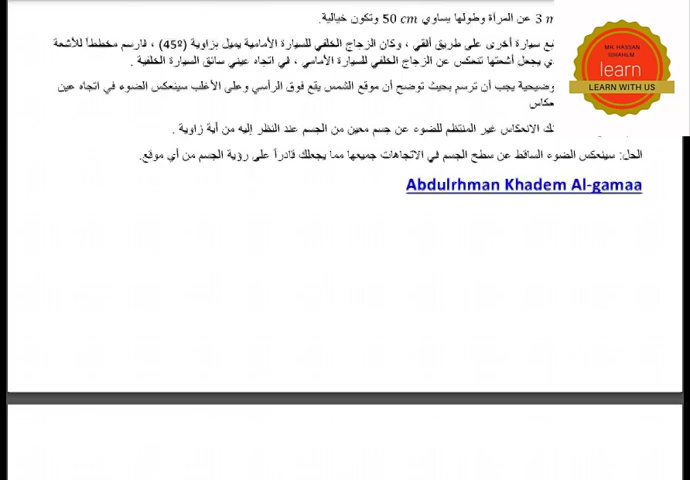 3 m عن المرآة وطولها يساوي 50 cm وتكون خيالية.
بع سيارة أخرى على طريق أفقي ، وكان الزجاج الخلفي للسيارة الأمامية يميل بزاوية (45º) ، فارسم مخططاً للأشعة
ي يجعل أشعتها تنعكس عن الزجاج الخلفي للسيارة الأمامي ، في اتجاه عيني سائق السيارة الخلفية .
وضيحية يجب أن ترسم بحيث توضح أن موقع الشمس يقع فوق الرأسي وعلى الأغلب سينعكس الضوء في اتجاه عين
عكاس
ك الانعكاس غير المنتظم للضوء عن جسم معين من الجسم عند النظر إليه من أية زاوية .
الحل: سينعكس الضوء الساقط عن سطح الجسم في الاتجاهات جميعها مما يجعلك قادراً على رؤية الجسم من أي موقع.
Abdulrhman Khadem Al-gamaa
MR HASSAN
learn
LEARN WITH US